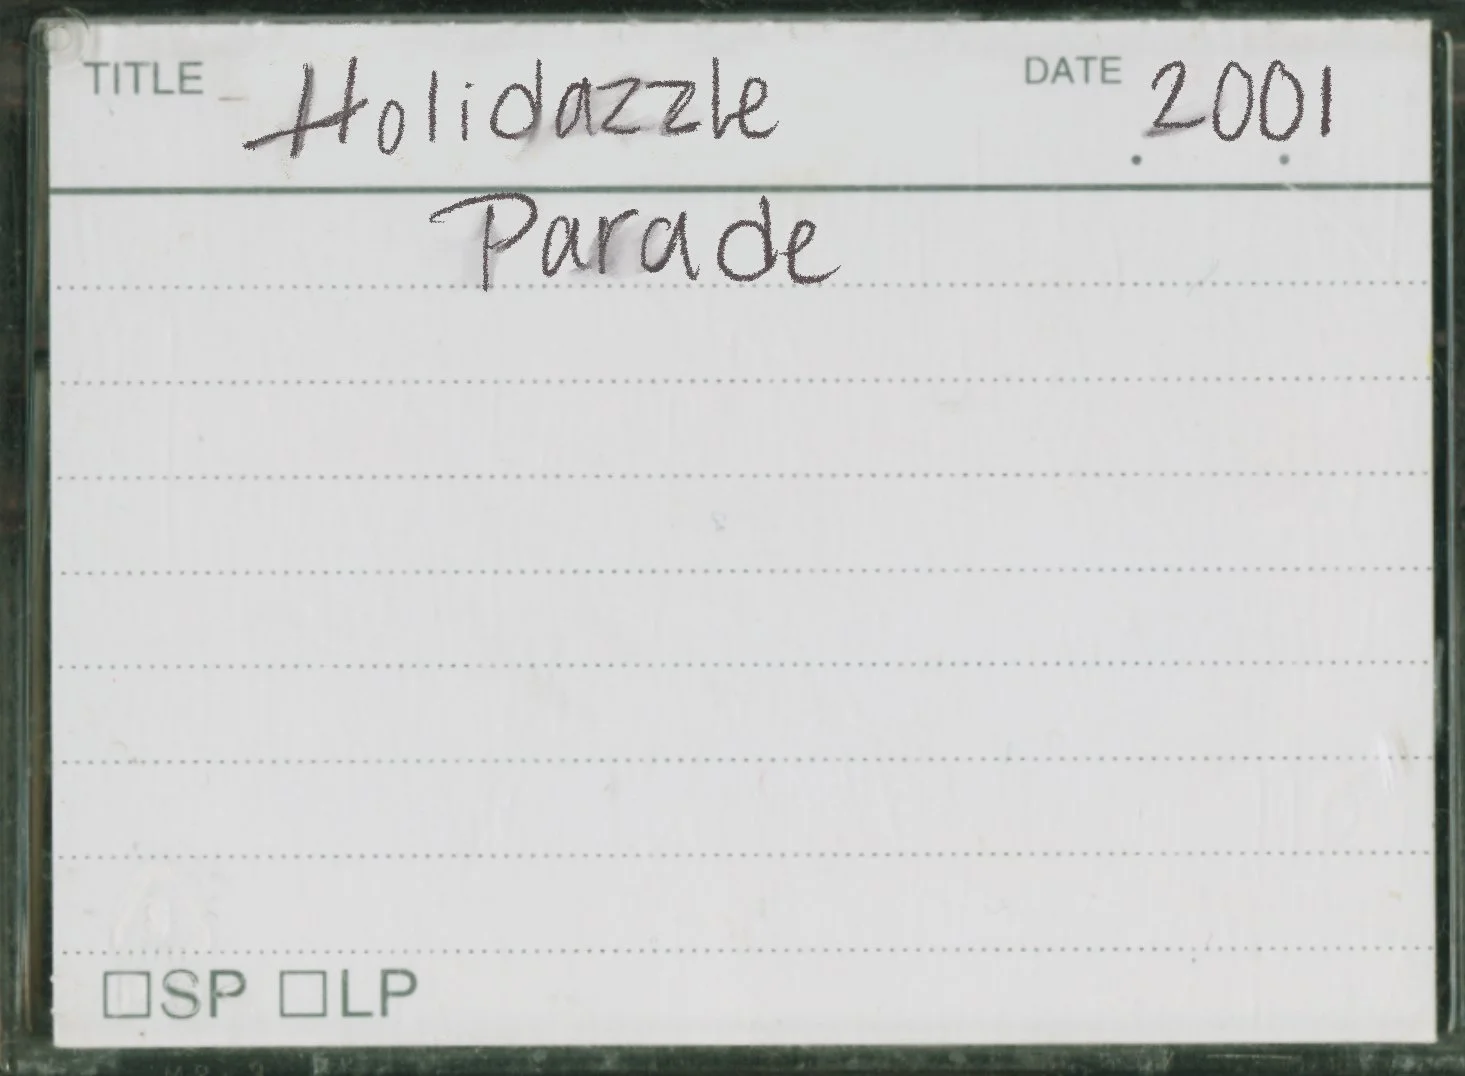 TITLE Holidazzle DATE 2001
Parade
SP LP